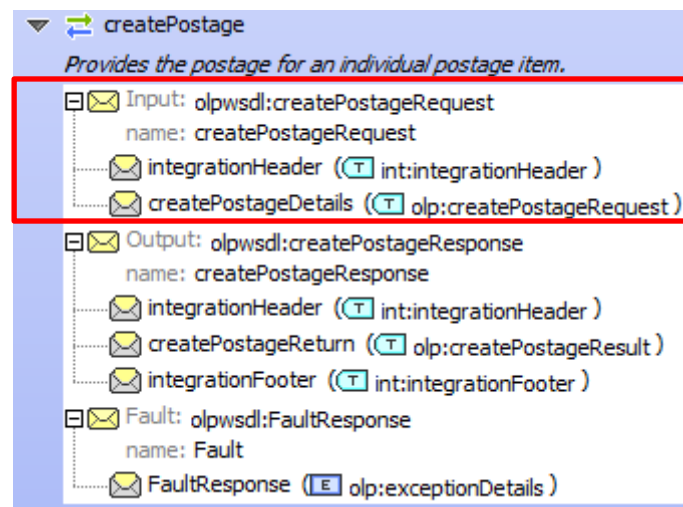 createPostage
Provides the postage for an individual postage item.
Input: olpwsdl:createPostageRequest
name: createPostageRequest
integrationHeader (T int:integrationHeader )
createPostageDetails (T olp:createPostageRequest )
Output: olpwsdl:createPostageResponse
name: createPostageResponse
integrationHeader (T int:integrationHeader )
createPostageReturn (T olp:createPostageResult )
integrationFooter (T int:integrationFooter )
Fault: olpwsdl:FaultResponse
name: Fault
FaultResponse (E olp:exceptionDetails )